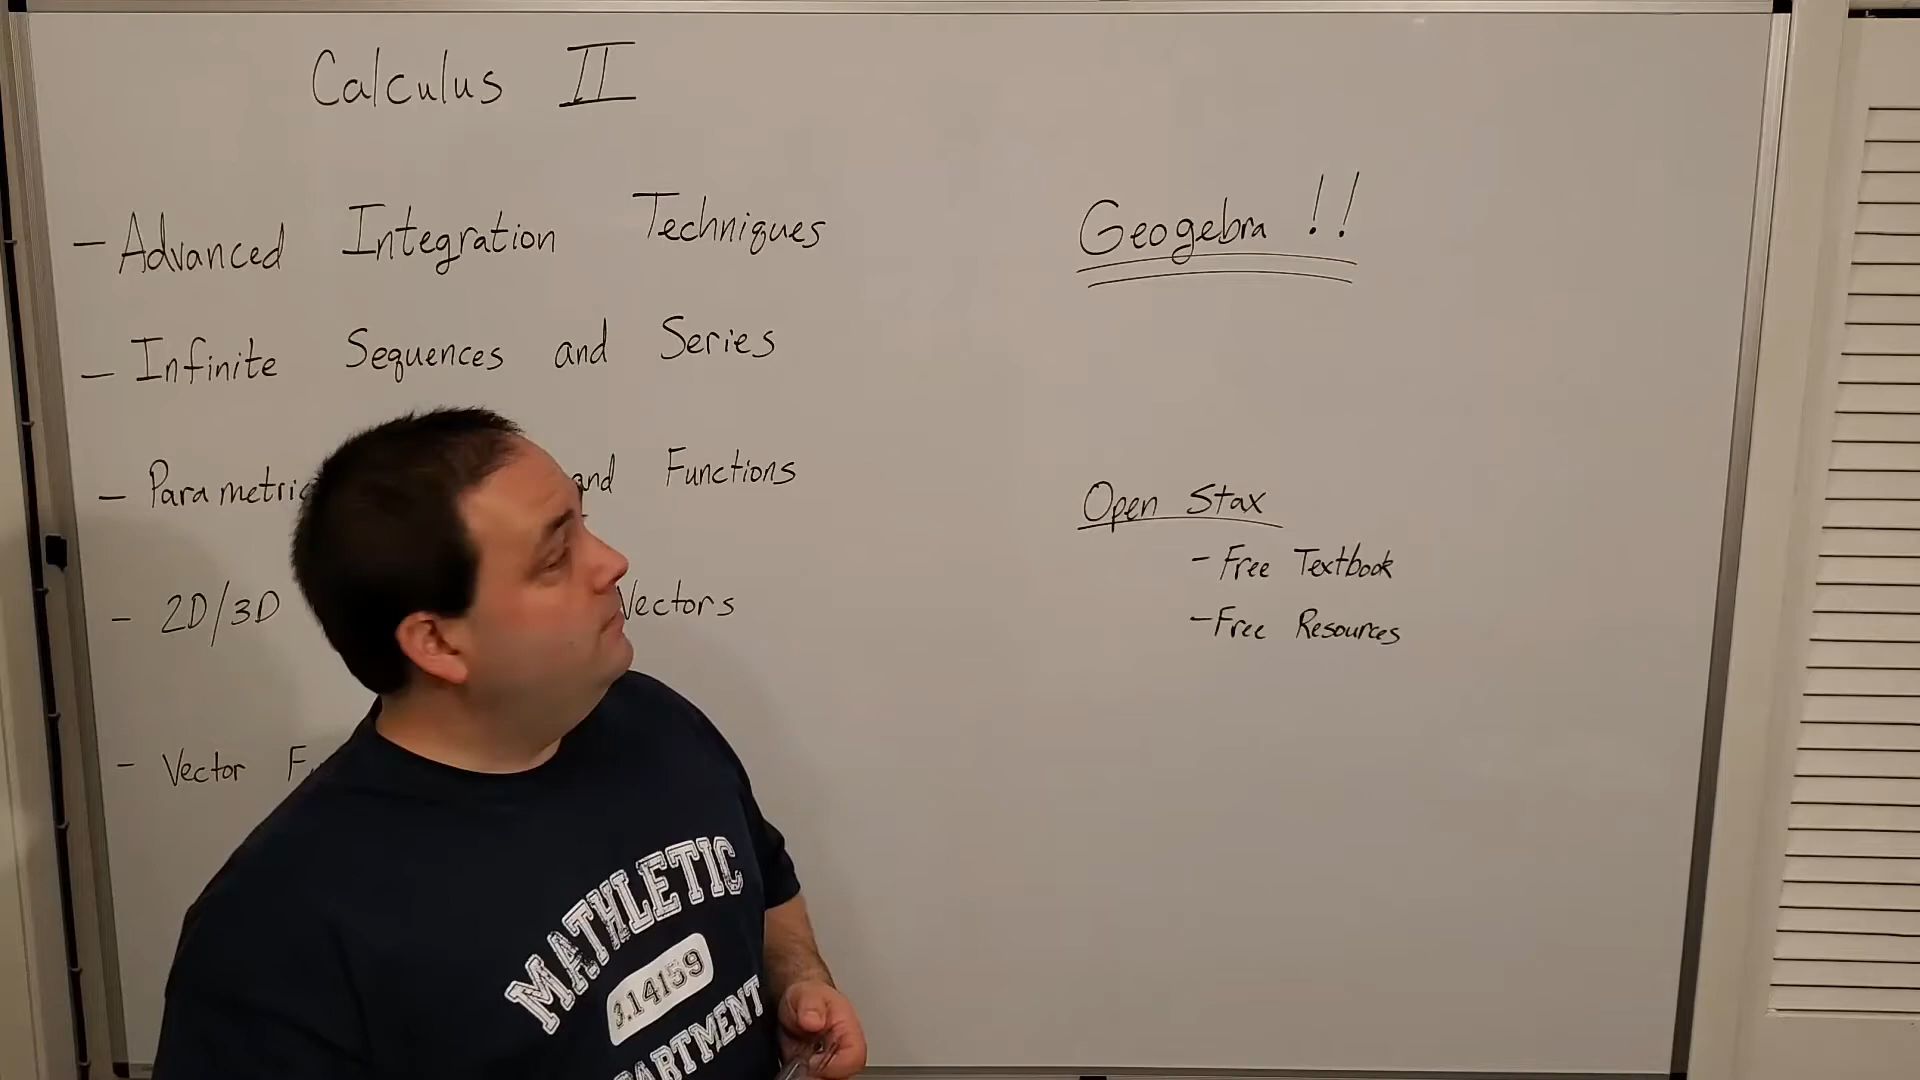 Calculus II
- Advanced Integration Techniques
- Infinite Sequences and Series
- Parametric and Functions
- 2D/3D Vectors
- Vector
Geogebra !!
Open Stax
- Free Textbook
- Free Resources
MATHLETIC
3.14159